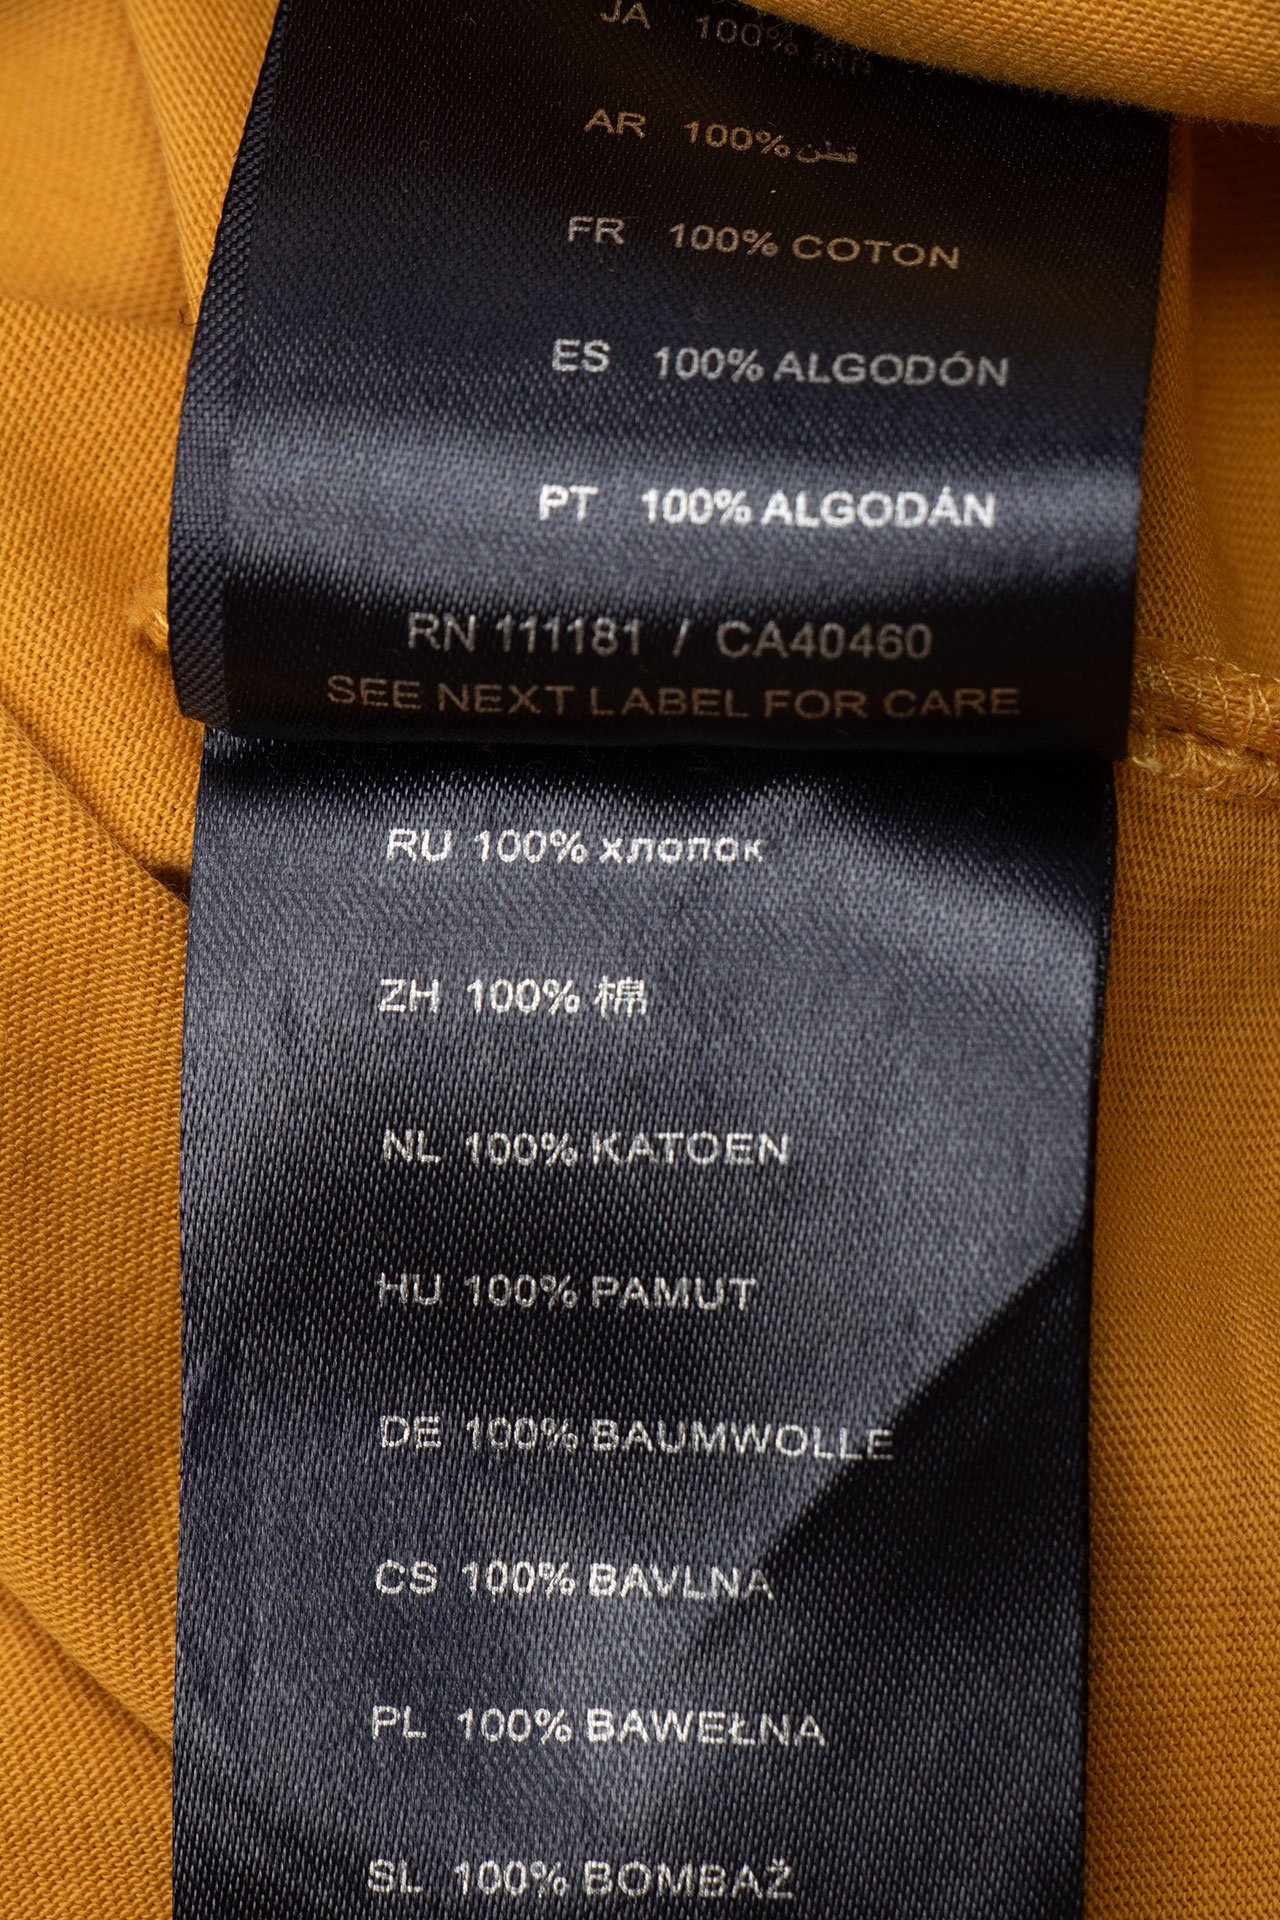 JA 100%
AR 100% قطن
FR 100% COTON
ES 100% ALGODÓN
PT 100% ALGODÁN
RN 111181 / CA40460
SEE NEXT LABEL FOR CARE
RU 100% хлопок
ZH 100% 棉
NL 100% KATOEN
HU 100% PAMUT
DE 100% BAUMWOLLE
CS 100% BAVLNA
PL 100% BAWEŁNA
SL 100% BOMBAŽ